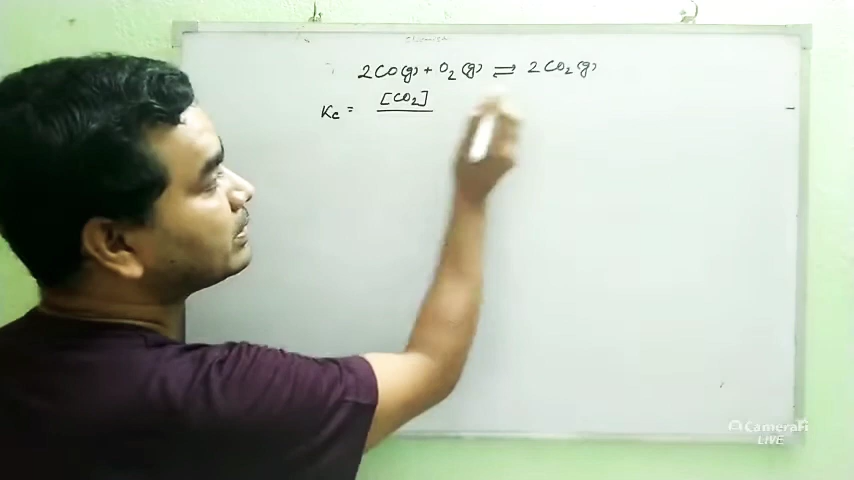 2CO(g) + O₂(g) ⇌ 2CO₂(g)
Kc = [CO₂]
CameraFi
LIVE